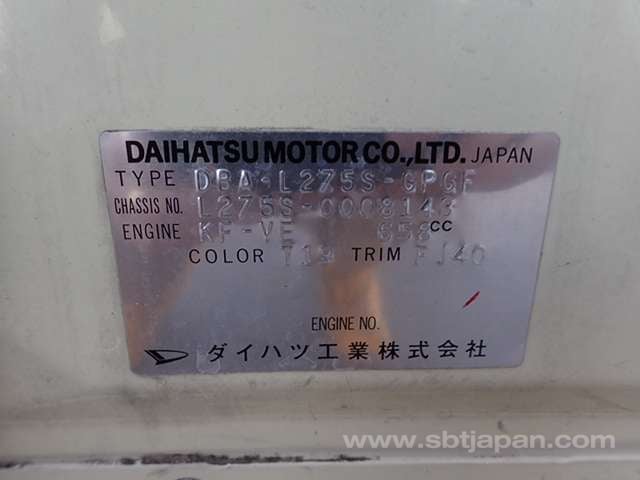 DAIHATSU MOTOR CO., LTD. JAPAN
TYPE DBA-L275S-GPGF
CHASSIS NO. L275S-0008143
ENGINE KF-VE 658CC
COLOR T19 TRIM FJ40
ENGINE NO.
ダイハツ工業株式会社
www.sbtjapan.com